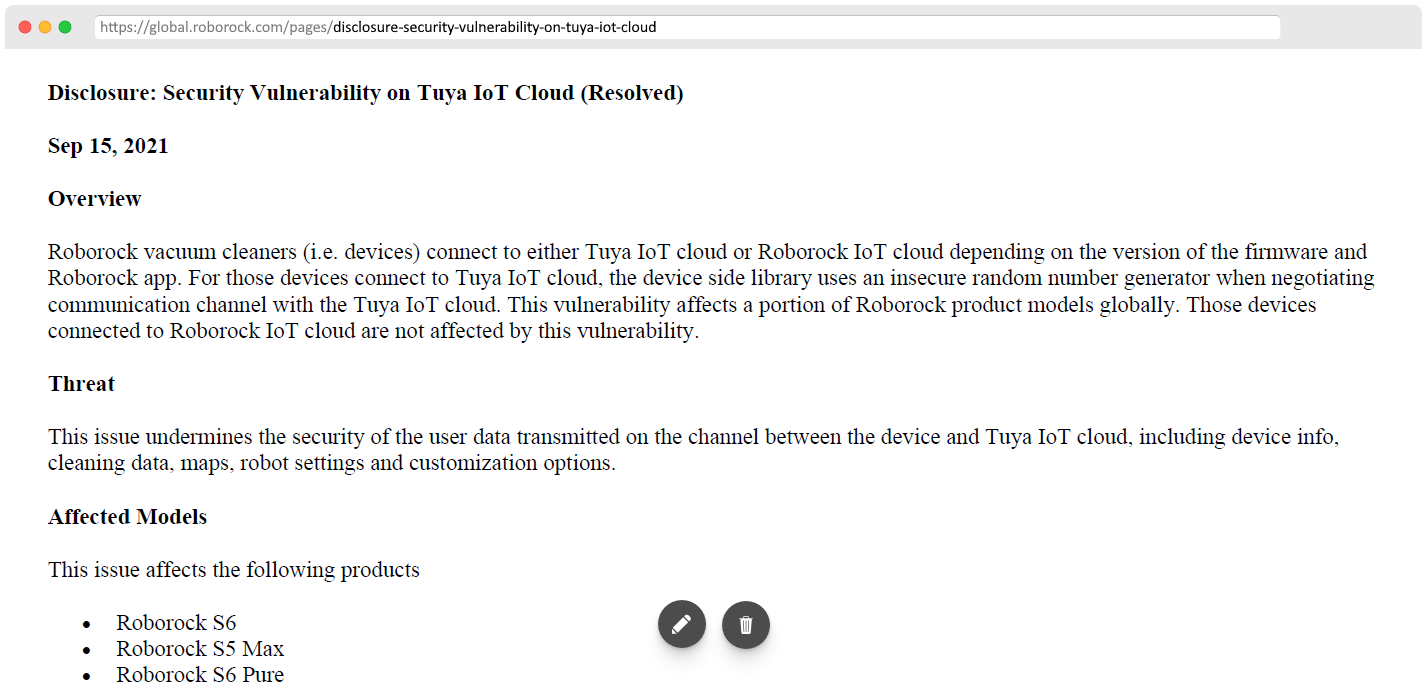 https://global.roborock.com/pages/disclosure-security-vulnerability-on-tuya-iot-cloud
Disclosure: Security Vulnerability on Tuya IoT Cloud (Resolved)
Sep 15, 2021
Overview
Roborock vacuum cleaners (i.e. devices) connect to either Tuya IoT cloud or Roborock IoT cloud depending on the version of the firmware and
Roborock app. For those devices connect to Tuya IoT cloud, the device side library uses an insecure random number generator when negotiating
communication channel with the Tuya IoT cloud. This vulnerability affects a portion of Roborock product models globally. Those devices
connected to Roborock IoT cloud are not affected by this vulnerability.
Threat
This issue undermines the security of the user data transmitted on the channel between the device and Tuya IoT cloud, including device info,
cleaning data, maps, robot settings and customization options.
Affected Models
This issue affects the following products
• Roborock S6
• Roborock S5 Max
• Roborock S6 Pure